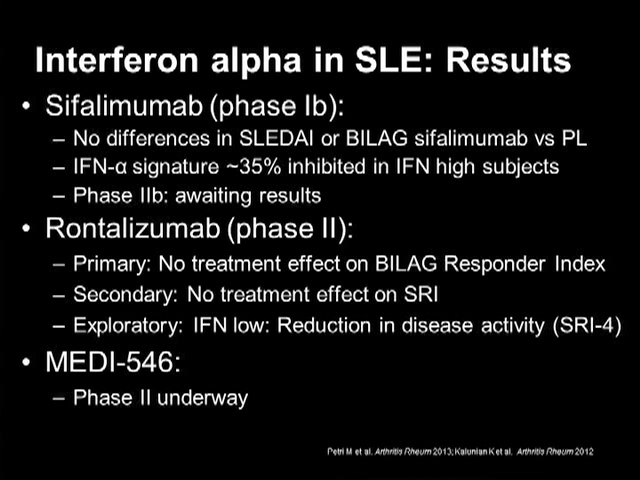 Interferon alpha in SLE: Results
• Sifalimumab (phase Ib):
– No differences in SLEDAI or BILAG sifalimumab vs PL
– IFN-α signature ~35% inhibited in IFN high subjects
– Phase IIb: awaiting results
• Rontalizumab (phase II):
– Primary: No treatment effect on BILAG Responder Index
– Secondary: No treatment effect on SRI
– Exploratory: IFN low: Reduction in disease activity (SRI-4)
• MEDI-546:
– Phase II underway
Petri M et al. Arthritis Rheum 2013; Kalunian K et al. Arthritis Rheum 2012